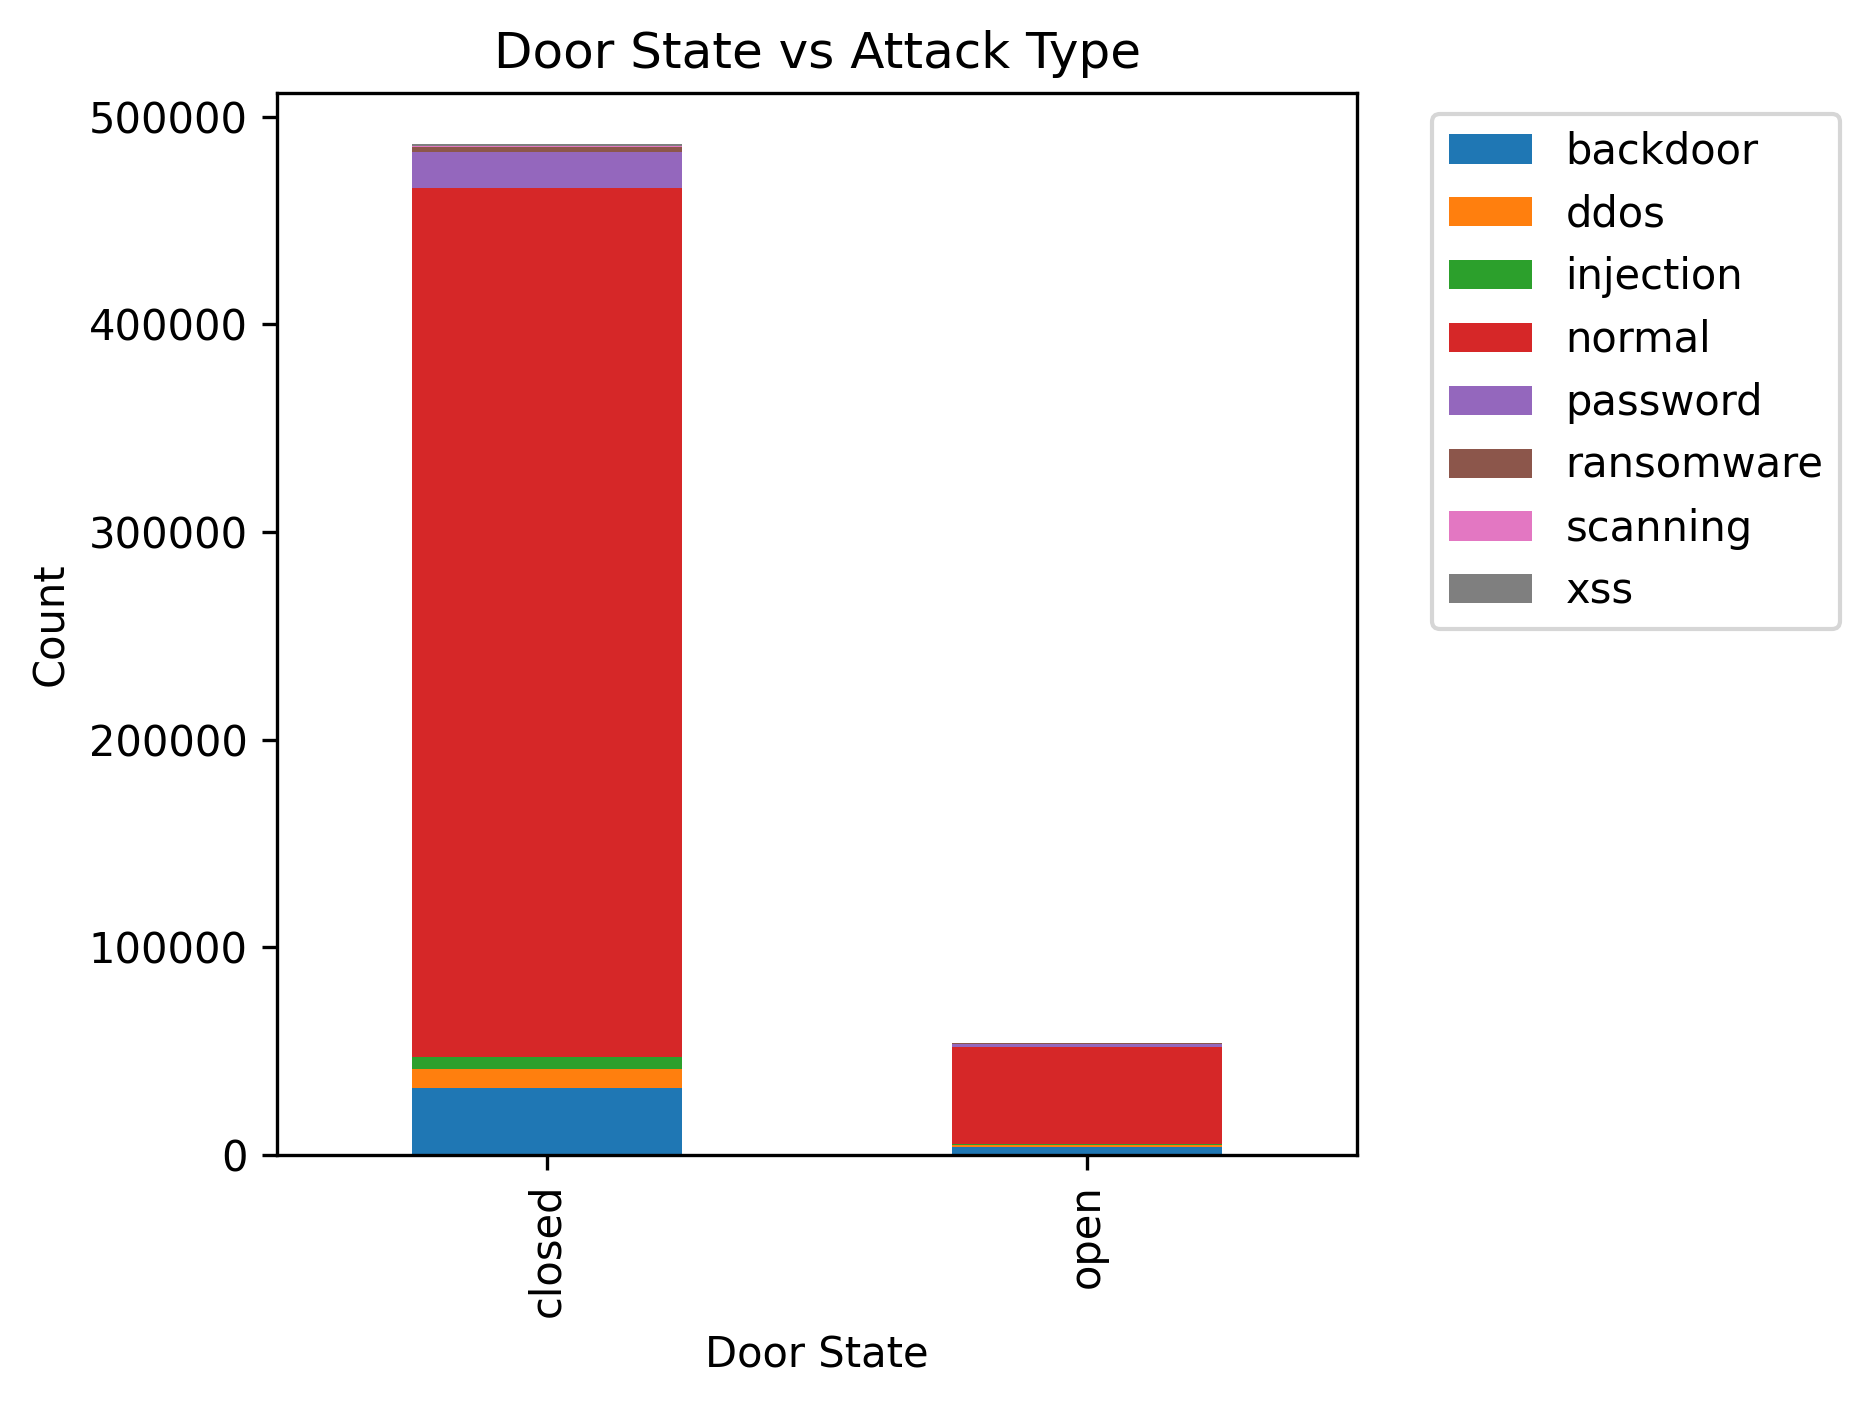 Door State vs Attack Type
500000
400000
300000
200000
100000
0
Count
closed
open
Door State
backdoor
ddos
injection
normal
password
ransomware
scanning
xss